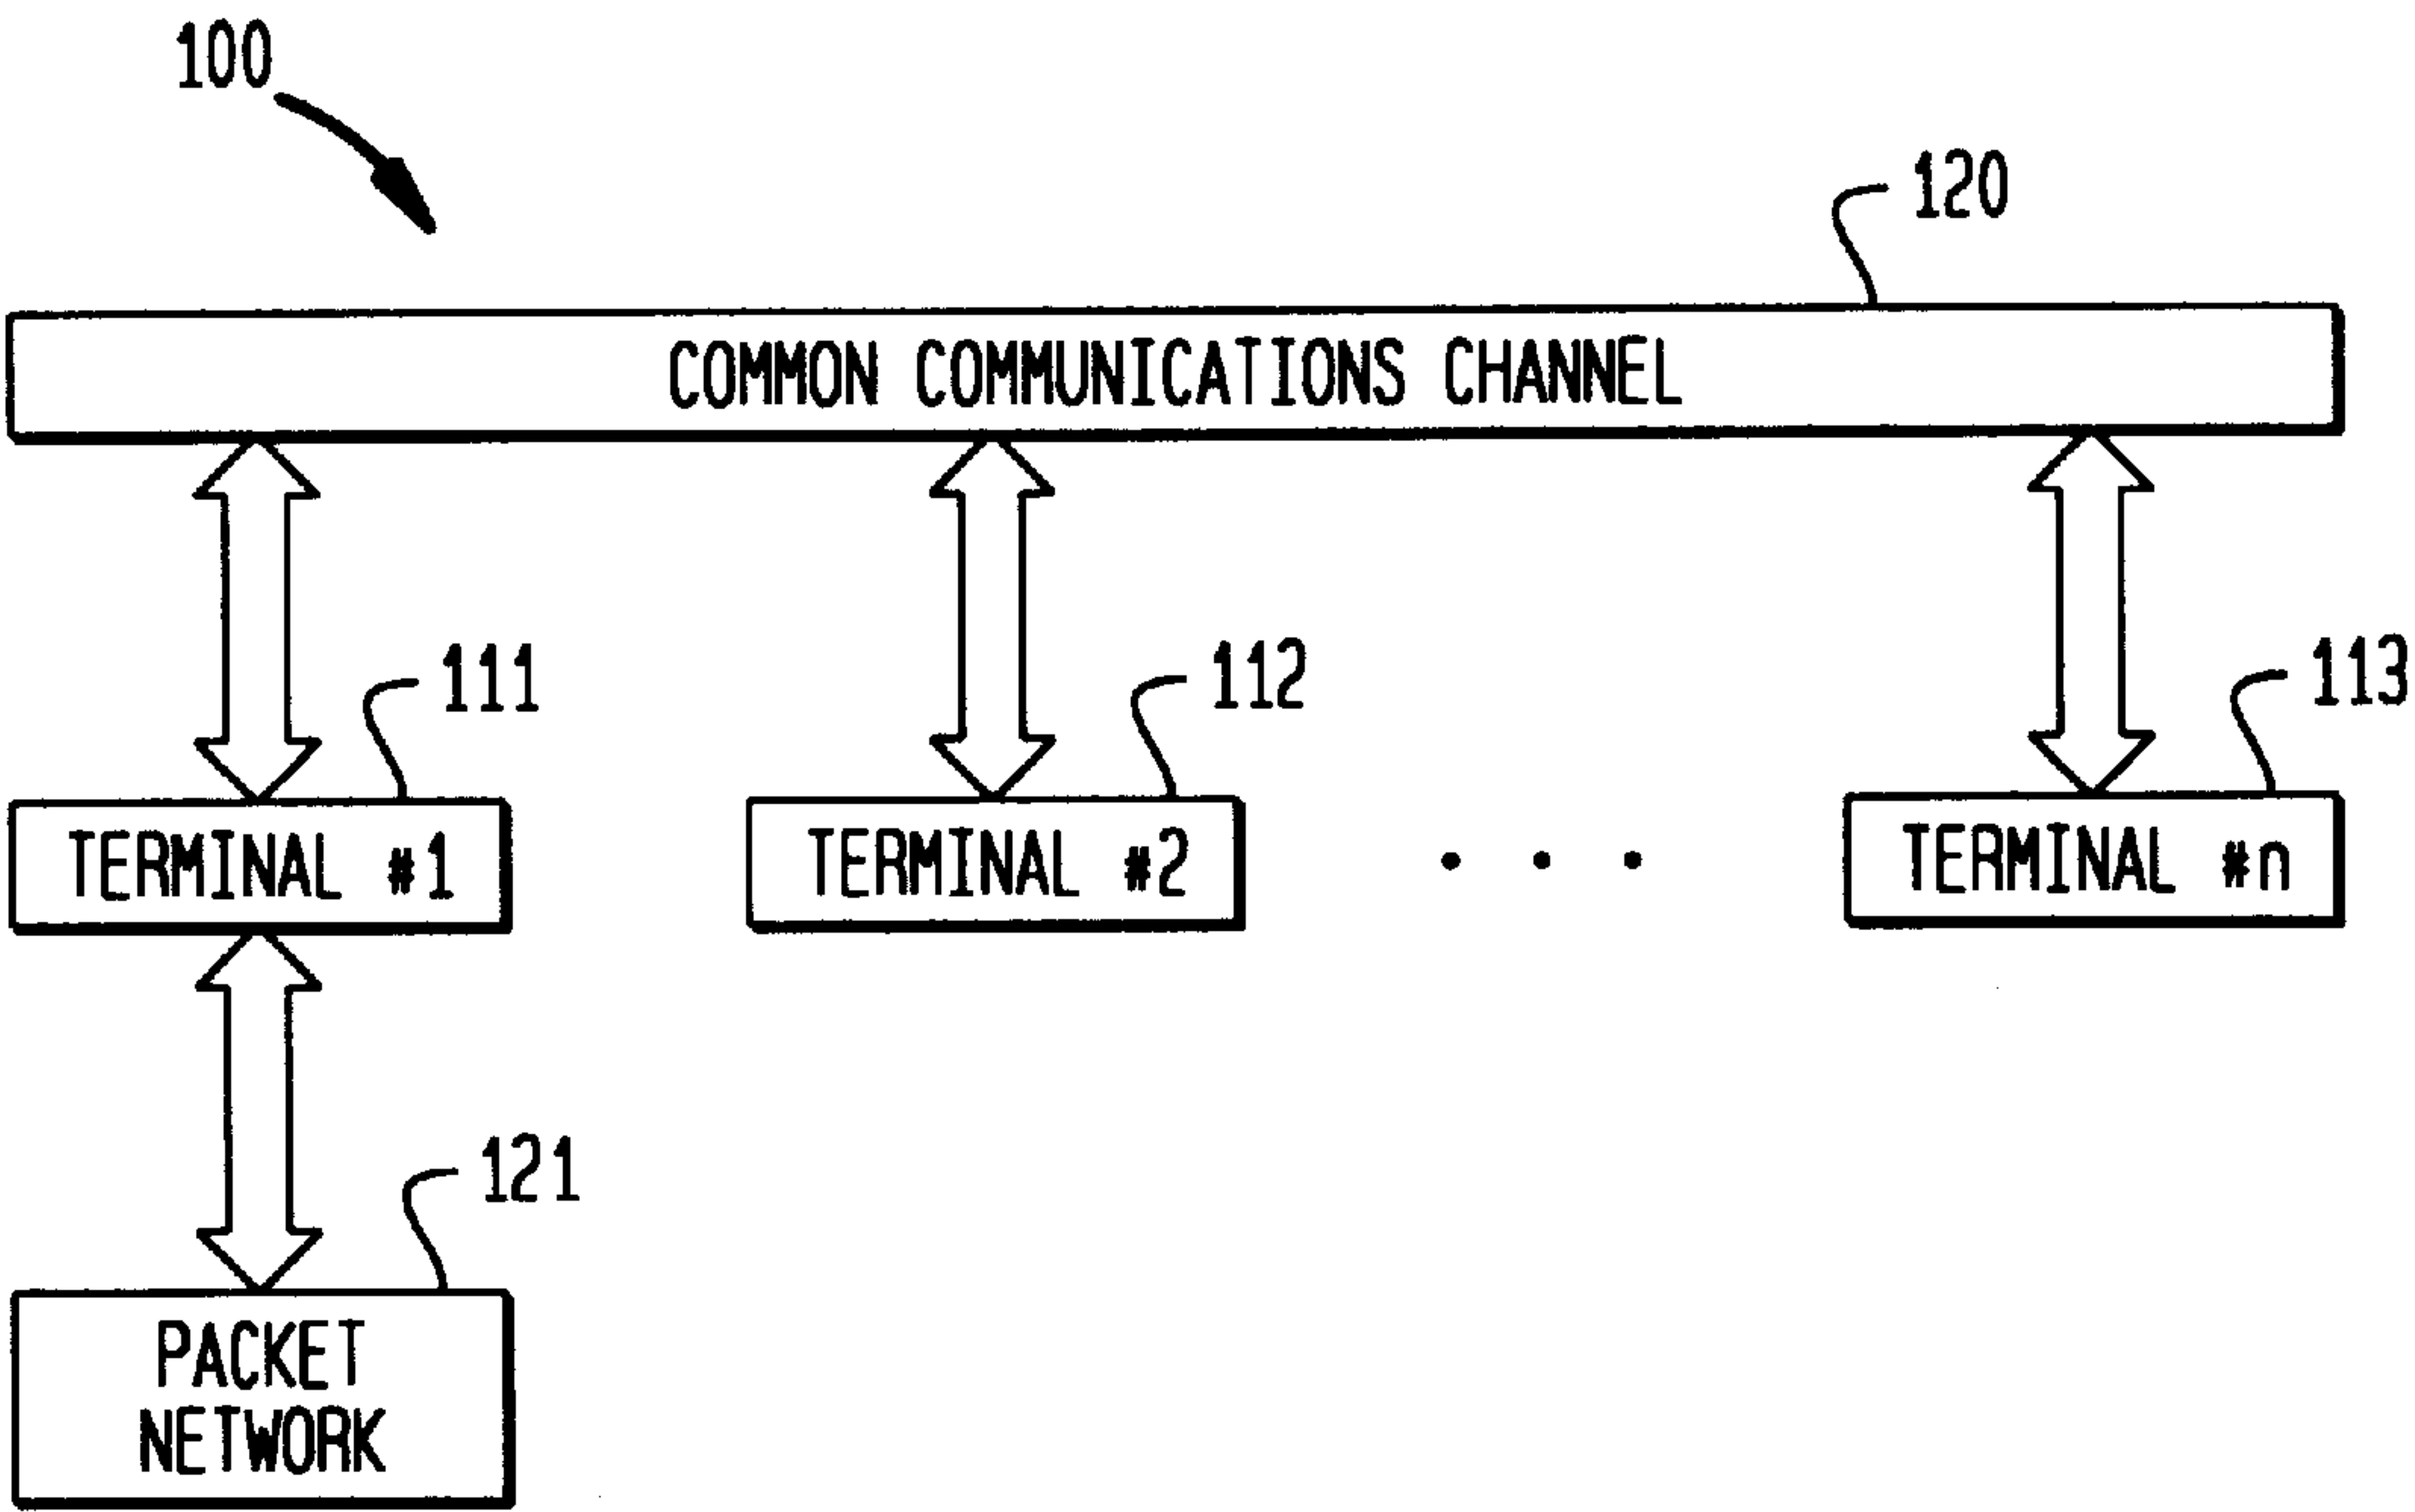 100
120
COMMON COMMUNICATIONS CHANNEL
111
112
113
TERMINAL #1
TERMINAL #2
TERMINAL #n
121
PACKET
NETWORK